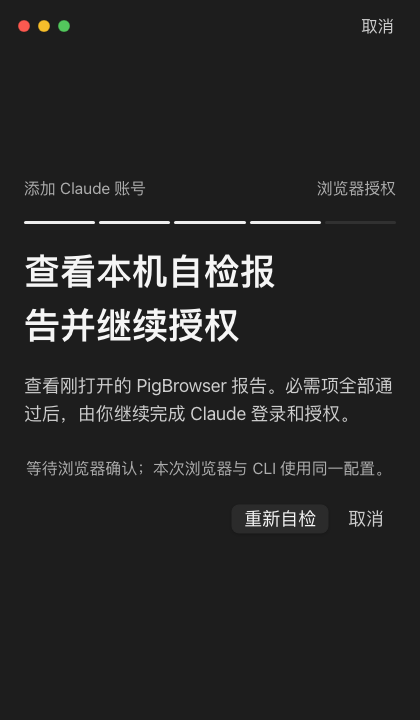 取消
添加 Claude 账号
浏览器授权
查看本机自检报
告并继续授权
查看刚打开的 PigBrowser 报告。必需项全部通
过后，由你继续完成 Claude 登录和授权。
等待浏览器确认；本次浏览器与 CLI 使用同一配置。
重新自检
取消